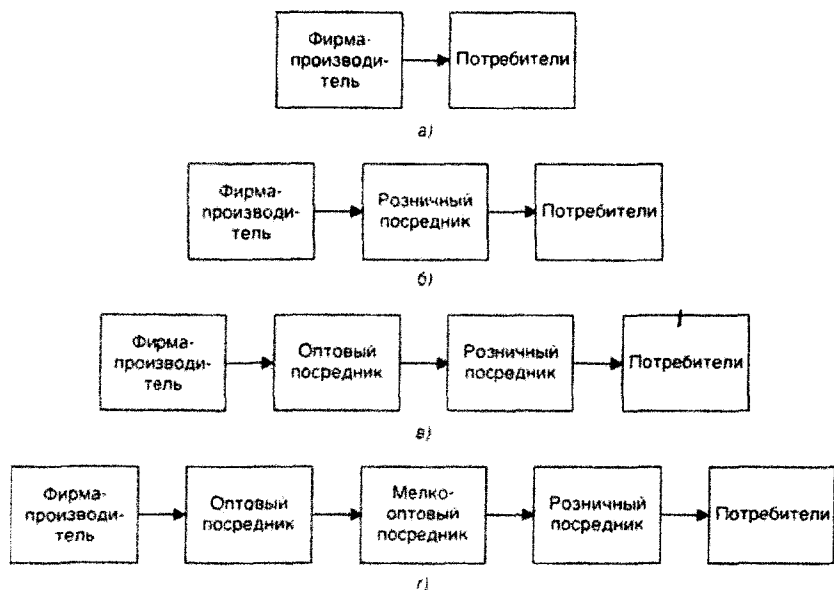 Фирма-
производи-
тель
Потребители
а)
Фирма-
производи-
тель
Розничный
посредник
Потребители
б)
Фирма-
производи-
тель
Оптовый
посредник
Розничный
посредник
Потребители
в)
Фирма-
производи-
тель
Оптовый
посредник
Мелко-
оптовый
посредник
Розничный
посредник
Потребители
г)